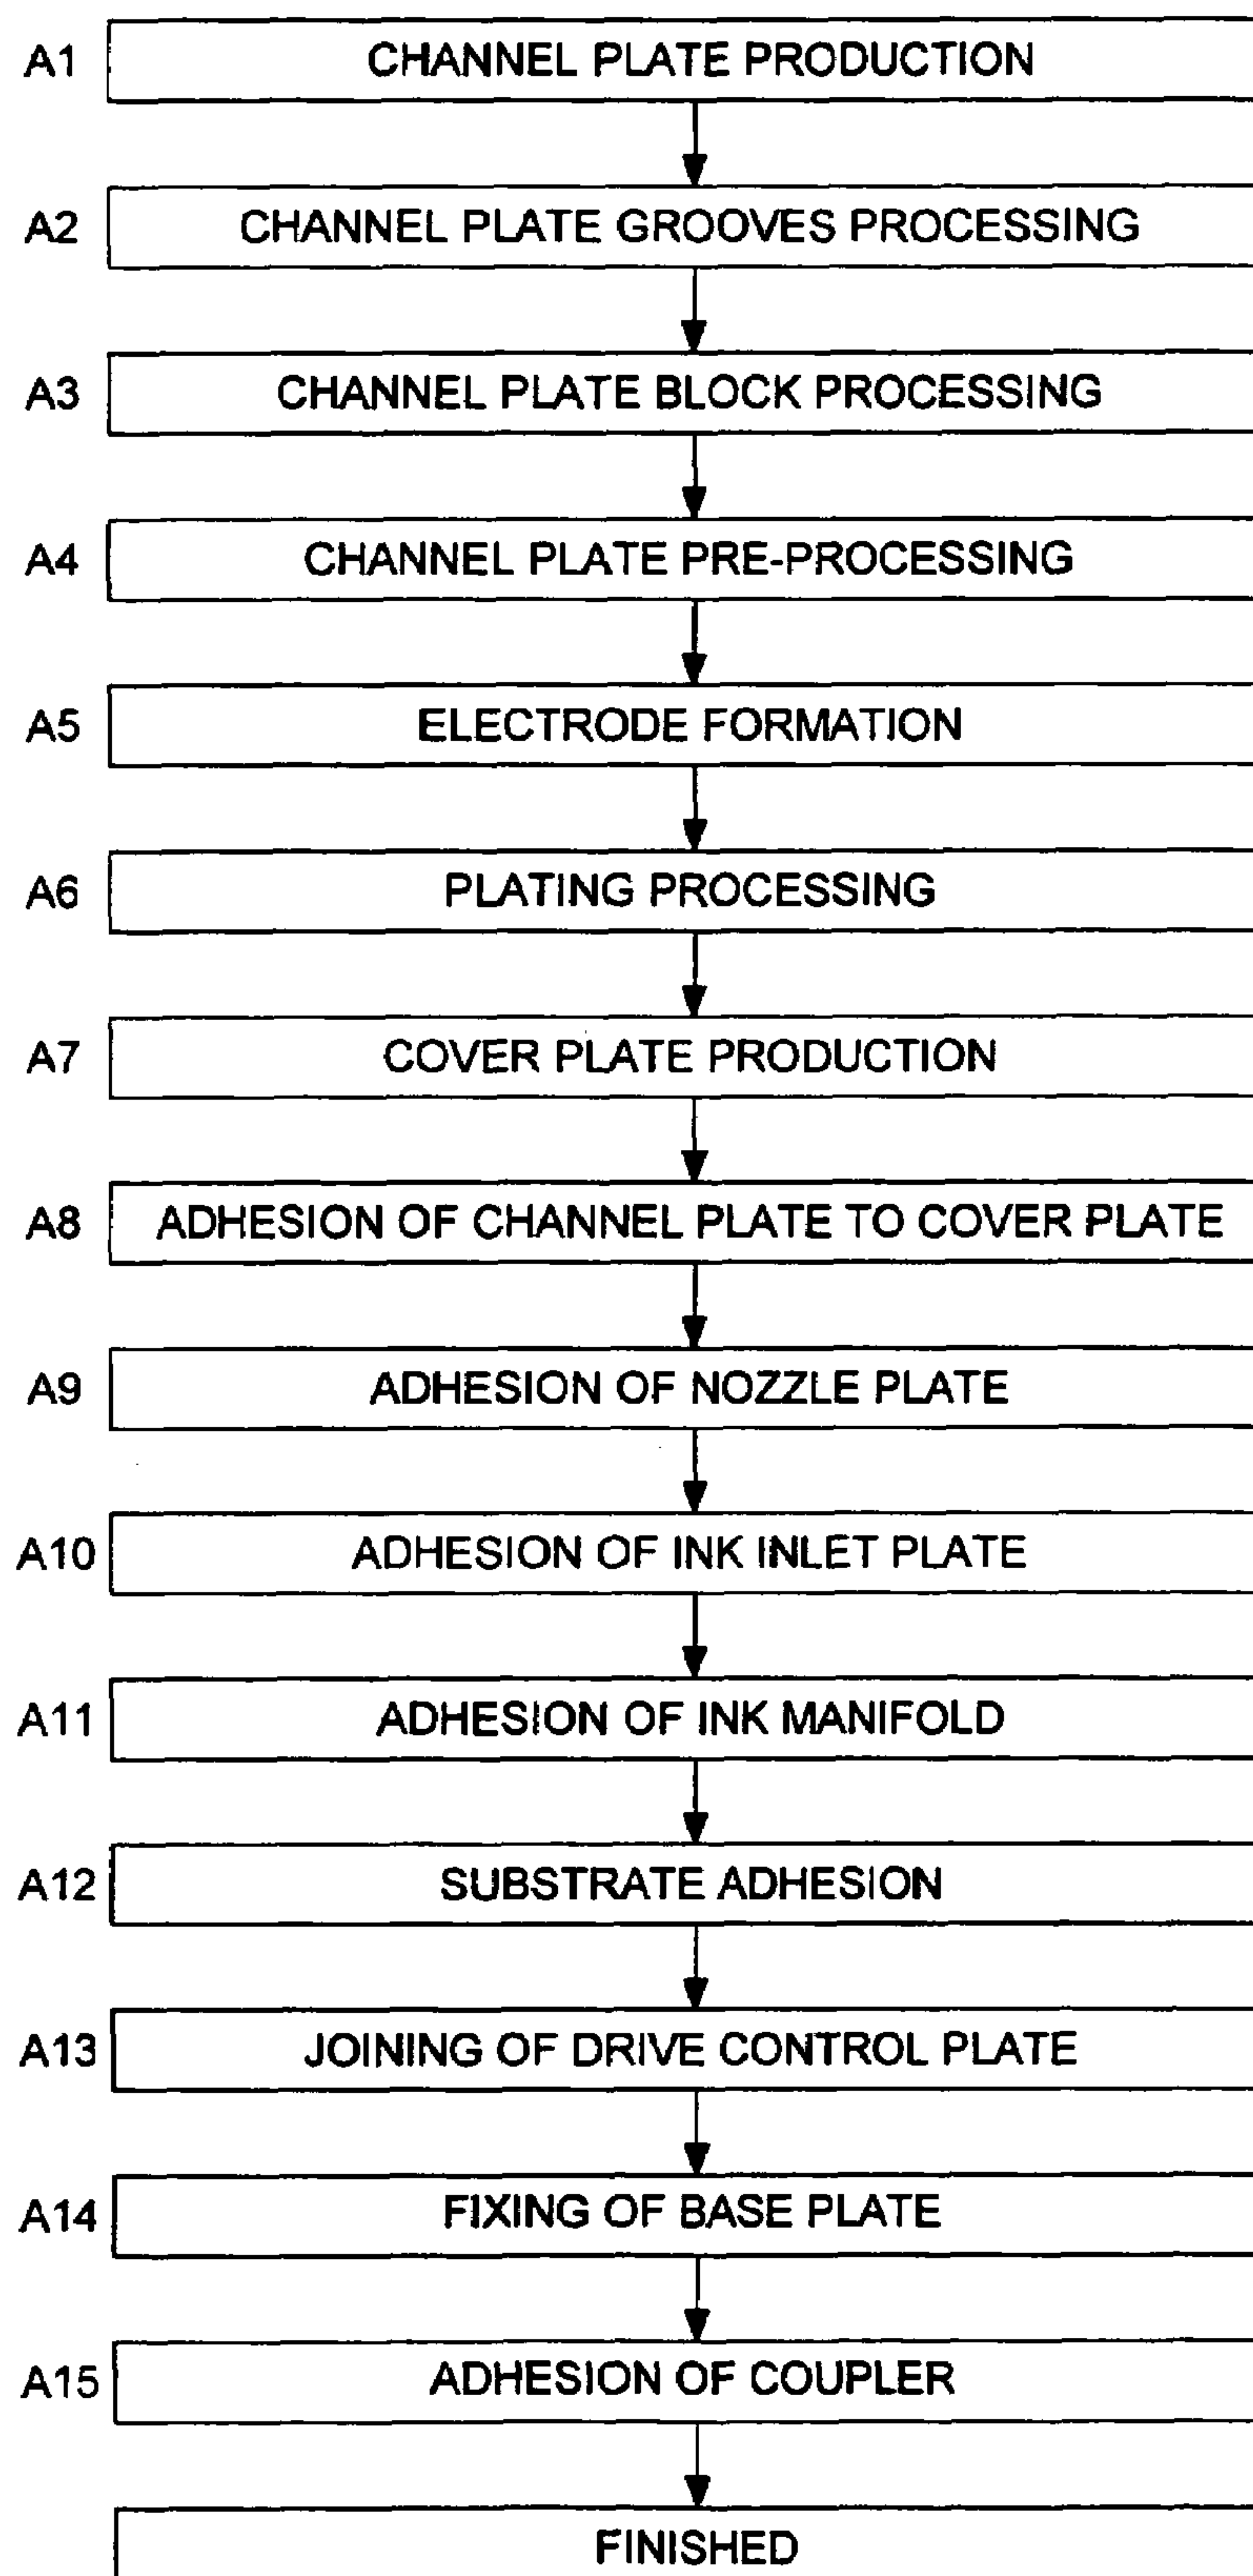 A1 CHANNEL PLATE PRODUCTION
A2 CHANNEL PLATE GROOVES PROCESSING
A3 CHANNEL PLATE BLOCK PROCESSING
A4 CHANNEL PLATE PRE-PROCESSING
A5 ELECTRODE FORMATION
A6 PLATING PROCESSING
A7 COVER PLATE PRODUCTION
A8 ADHESION OF CHANNEL PLATE TO COVER PLATE
A9 ADHESION OF NOZZLE PLATE
A10 ADHESION OF INK INLET PLATE
A11 ADHESION OF INK MANIFOLD
A12 SUBSTRATE ADHESION
A13 JOINING OF DRIVE CONTROL PLATE
A14 FIXING OF BASE PLATE
A15 ADHESION OF COUPLER
FINISHED